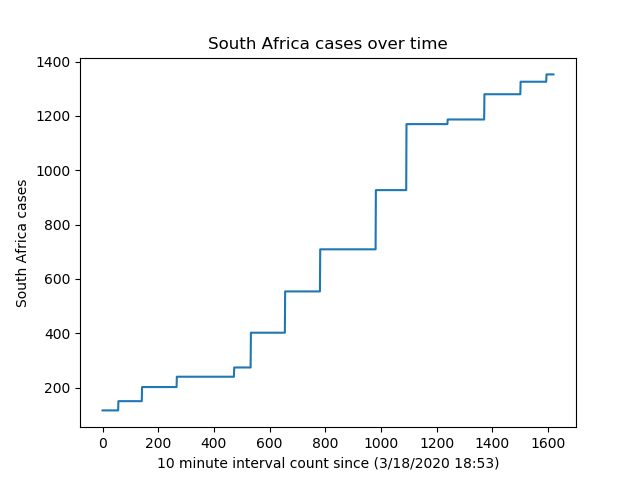 South Africa cases over time
1400
1200
1000
800
600
400
200
South Africa cases
0 200 400 600 800 1000 1200 1400 1600
10 minute interval count since (3/18/2020 18:53)